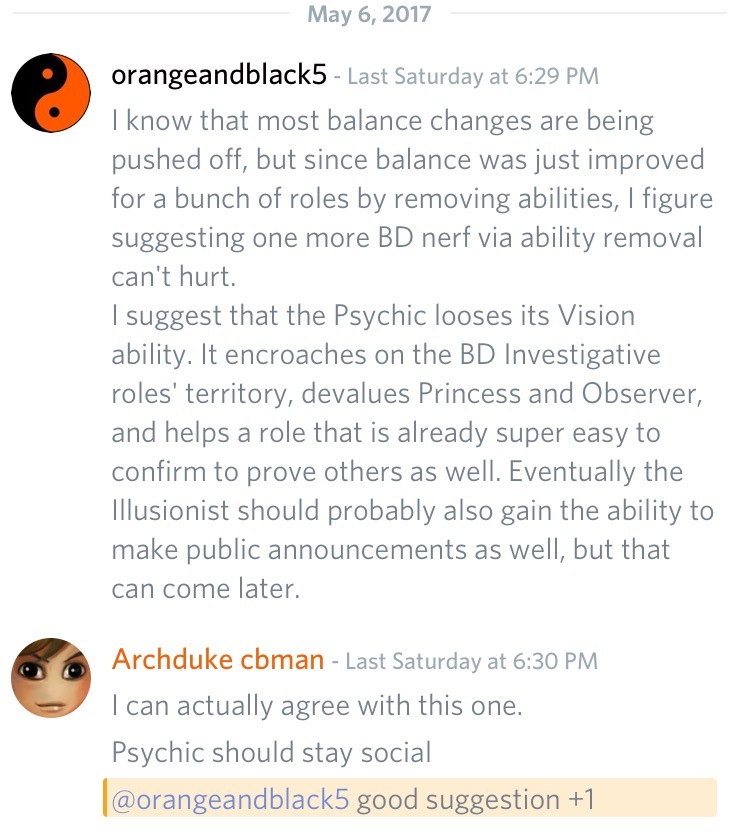 May 6, 2017
orangeandblack5 - Last Saturday at 6:29 PM
I know that most balance changes are being
pushed off, but since balance was just improved
for a bunch of roles by removing abilities, I figure
suggesting one more BD nerf via ability removal
can't hurt.
I suggest that the Psychic looses its Vision
ability. It encroaches on the BD Investigative
roles' territory, devalues Princess and Observer,
and helps a role that is already super easy to
confirm to prove others as well. Eventually the
Illusionist should probably also gain the ability to
make public announcements as well, but that
can come later.
Archduke cbman - Last Saturday at 6:30 PM
I can actually agree with this one.
Psychic should stay social
@orangeandblack5 good suggestion +1